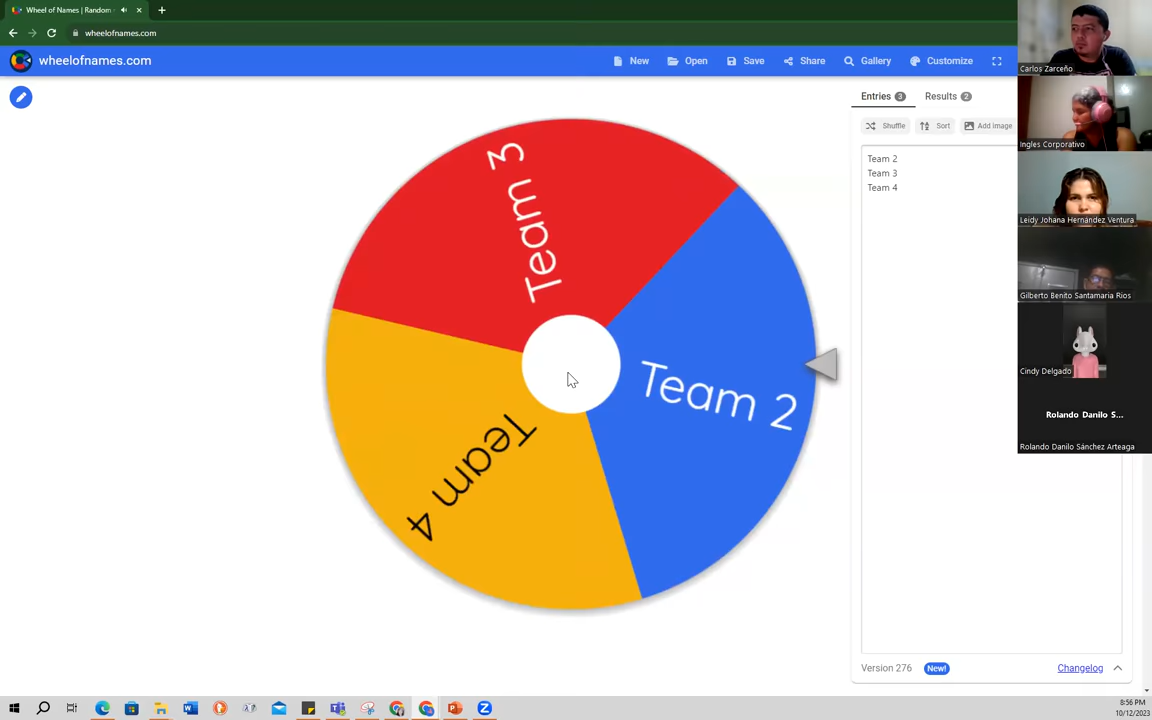 Wheel of Names | Random
wheelofnames.com
wheelofnames.com
New
Open
Save
Share
Gallery
Customize
Entries 3
Results 2
Shuffle
Sort
Add image
Team 2
Team 3
Team 4
Team 3
Team 2
Team 4
Version 276
New!
Changelog
Carlos Zarceño
Ingles Corporativo
Leidy Johana Hernández Ventura
Gilberto Benito Santamaria Rios
Cindy Delgado
Rolando Danilo S...
Rolando Danilo Sánchez Arteaga
8:56 PM
10/12/2023